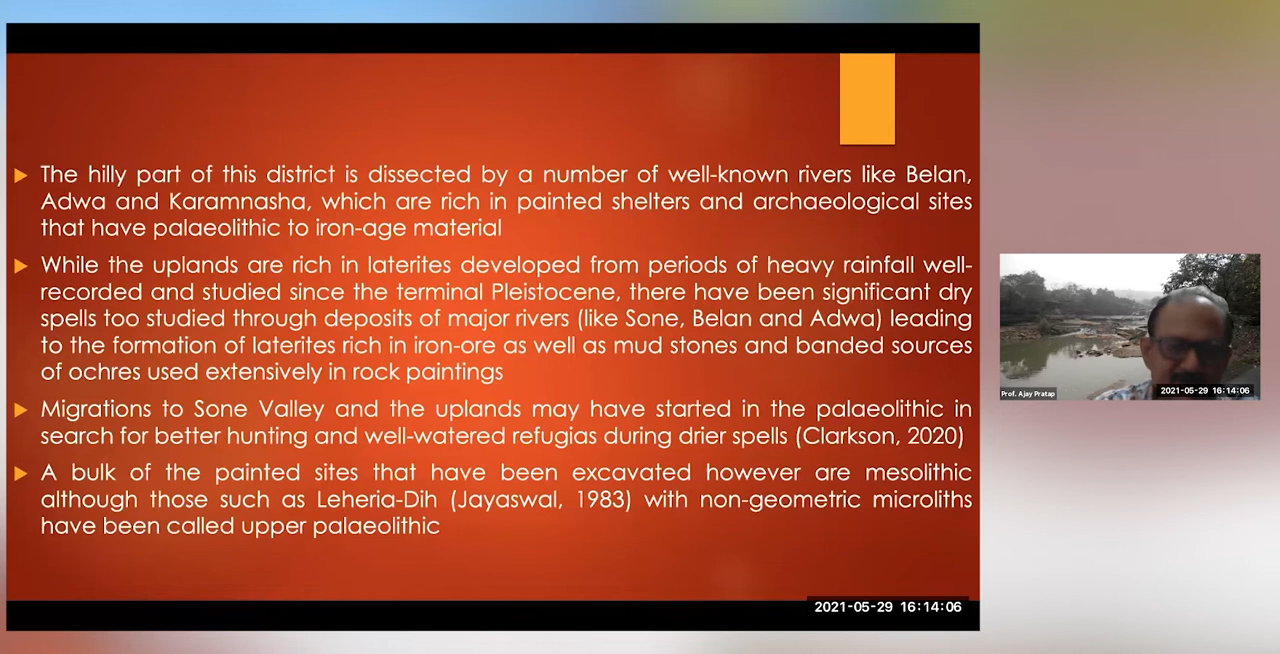 The hilly part of this district is dissected by a number of well-known rivers like Belan,
Adwa and Karamnasha, which are rich in painted shelters and archaeological sites
that have palaeolithic to iron-age material
While the uplands are rich in laterites developed from periods of heavy rainfall well-
recorded and studied since the terminal Pleistocene, there have been significant dry
spells too studied through deposits of major rivers (like Sone, Belan and Adwa) leading
to the formation of laterites rich in iron-ore as well as mud stones and banded sources
of ochres used extensively in rock paintings
Migrations to Sone Valley and the uplands may have started in the palaeolithic in
search for better hunting and well-watered refugias during drier spells (Clarkson, 2020)
A bulk of the painted sites that have been excavated however are mesolithic
although those such as Leheria-Dih (Jayaswal, 1983) with non-geometric microliths
have been called upper palaeolithic
2021-05-29 16:14:06
Prof. Ajay Pratap
2021-05-29 16:14:06